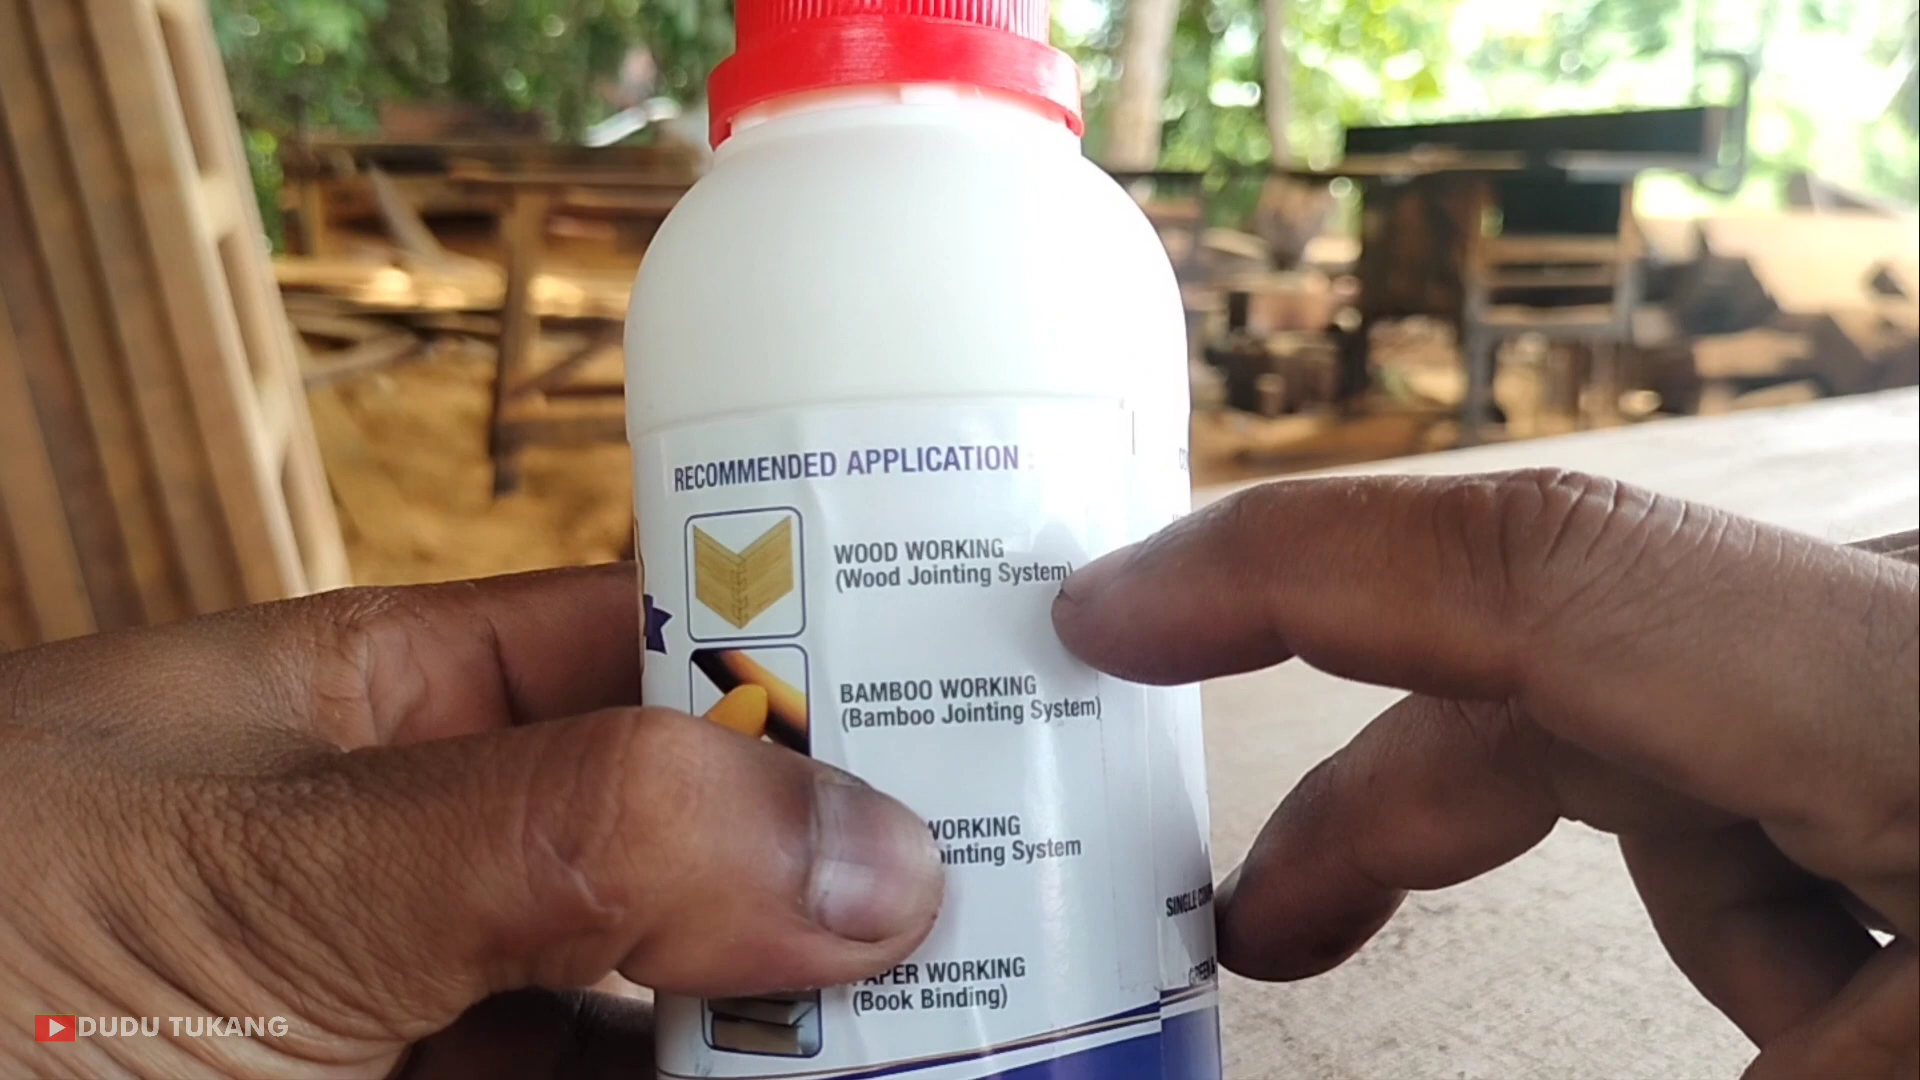 RECOMMENDED APPLICATION :
WOOD WORKING
(Wood Jointing System)
BAMBOO WORKING
(Bamboo Jointing System)
WORKING
System
PAPER WORKING
(Book Binding)
SINGLE
DUDU TUKANG